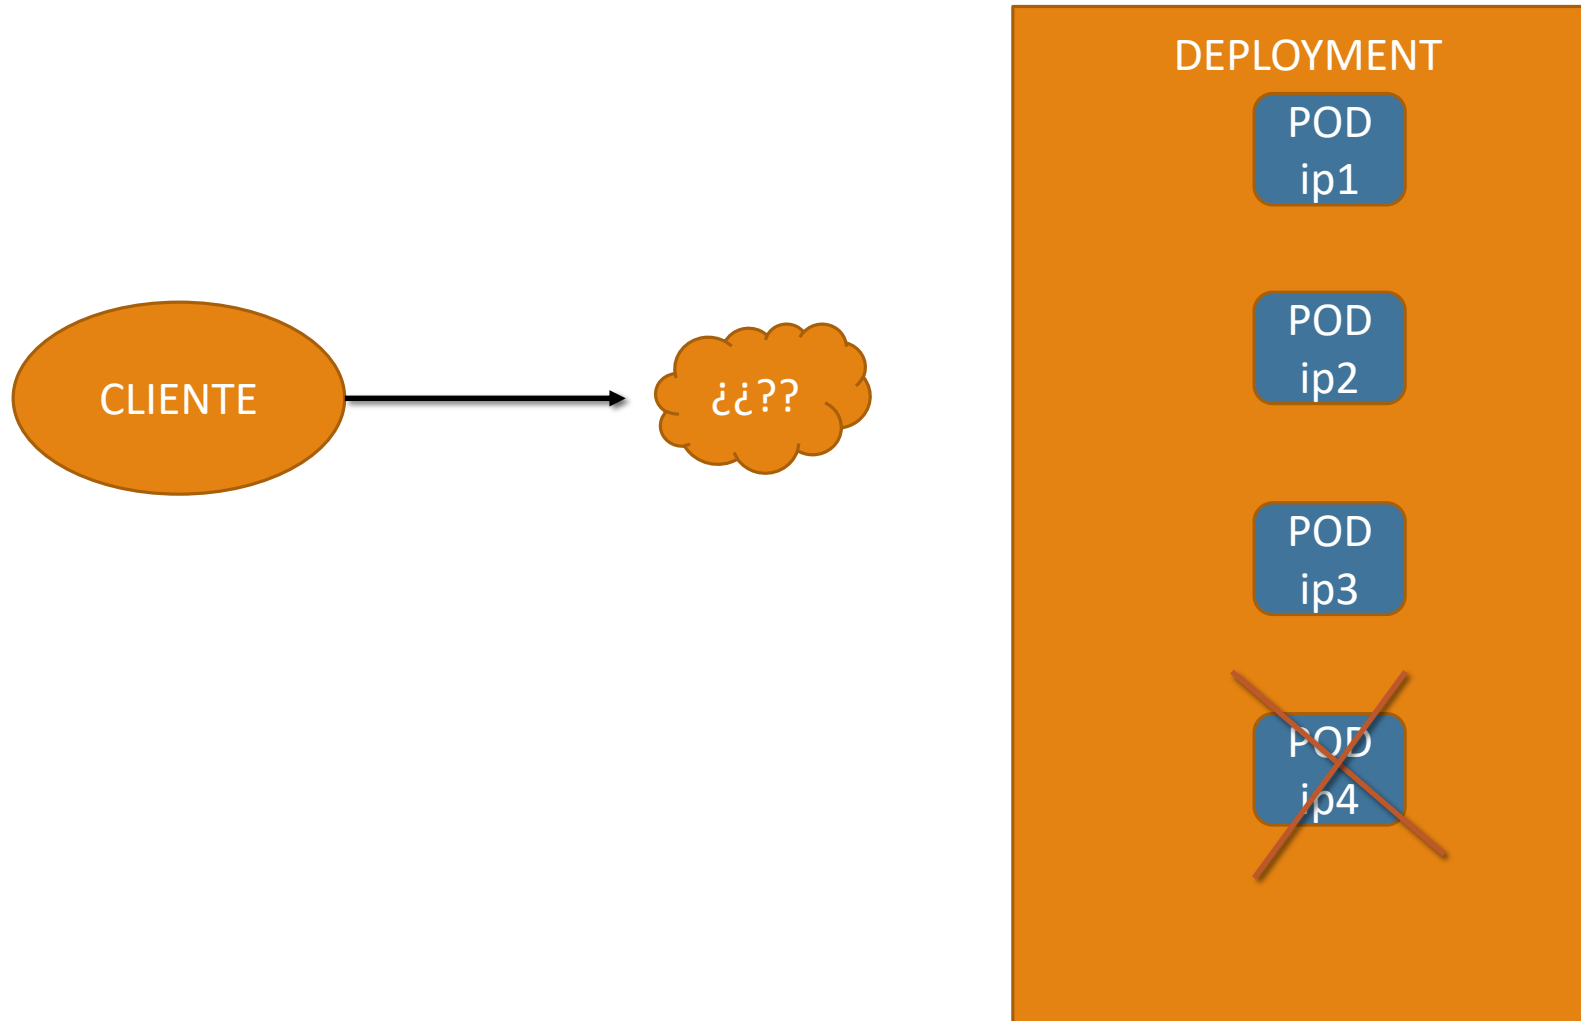 DEPLOYMENT
POD
ip1
POD
ip2
CLIENTE
¿¿??
POD
ip3
POD
ip4